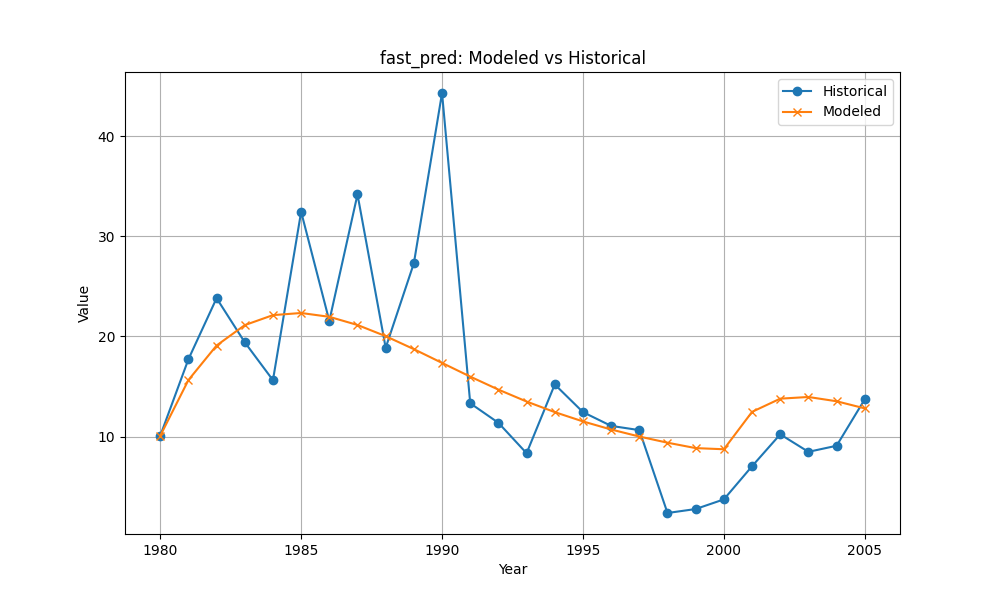 fast_pred: Modeled vs Historical
Historical
Modeled
Value
40
30
20
10
1980 1985 1990 1995 2000 2005
Year